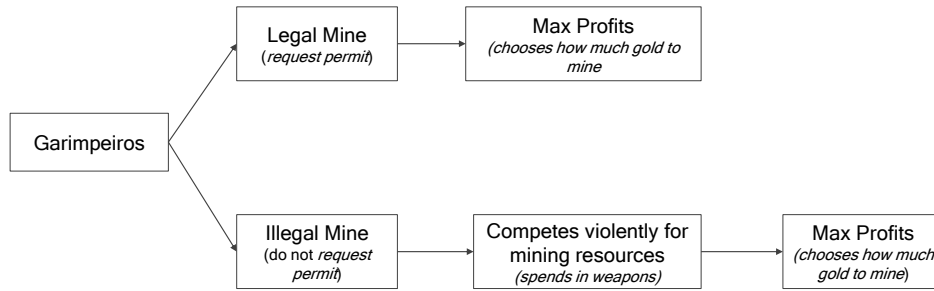 Legal Mine
(request permit)
Max Profits
(chooses how much gold to
mine
Garimpeiros
Illegal Mine
(do not request
permit)
Competes violently for
mining resources
(spends in weapons)
Max Profits
(chooses how much
gold to mine)